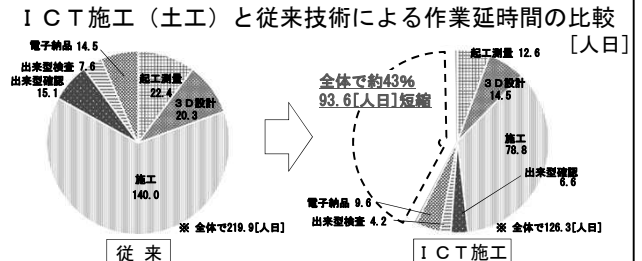 ＩＣＴ施工（土工）と従来技術による作業延時間の比較
[人日]
電子納品 14.5
出来型検査 7.6
出来型確認
15.1
起工測量
22.4
３Ｄ設計
20.3
施工
140.0
※ 全体で219.9[人日]
従 来
全体で約43%
93.6[人日]短縮
起工測量 12.6
３Ｄ設計
14.5
施工
78.8
出来型確認
6.6
電子納品 9.6
出来型検査 4.2
※ 全体で126.3[人日]
ＩＣＴ施工